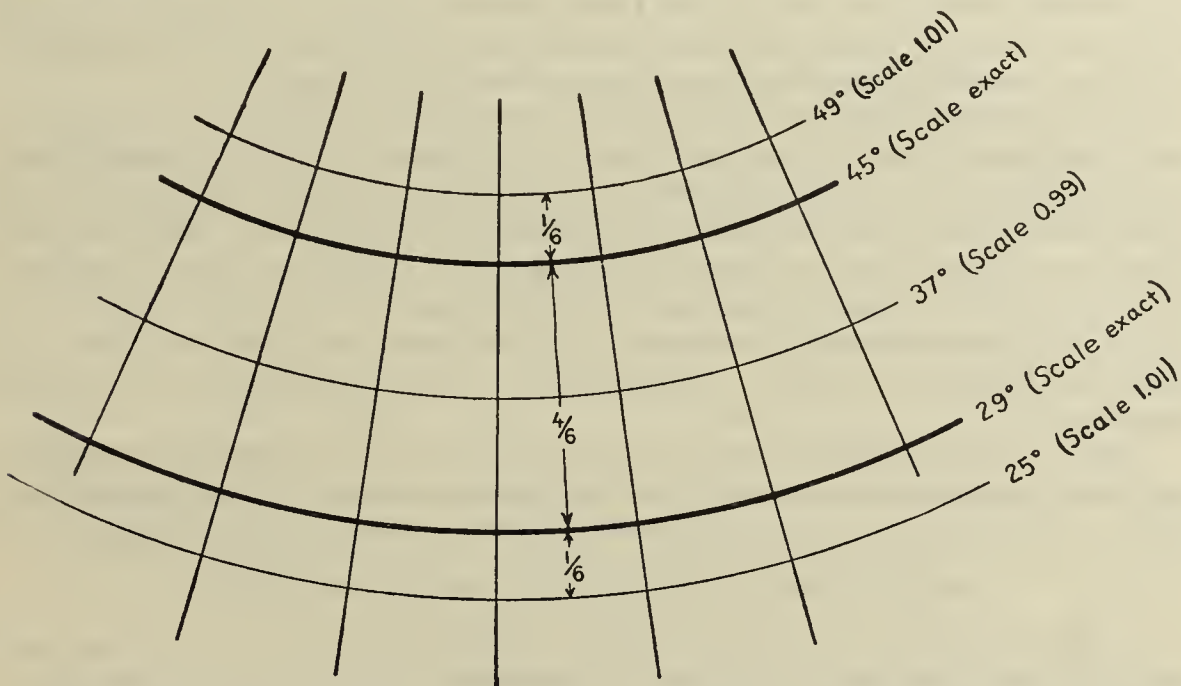 49° (Scale 1.01)
45° (Scale exact)
1/6
37° (Scale 0.99)
29° (Scale exact)
4/6
25° (Scale 1.01)
1/6